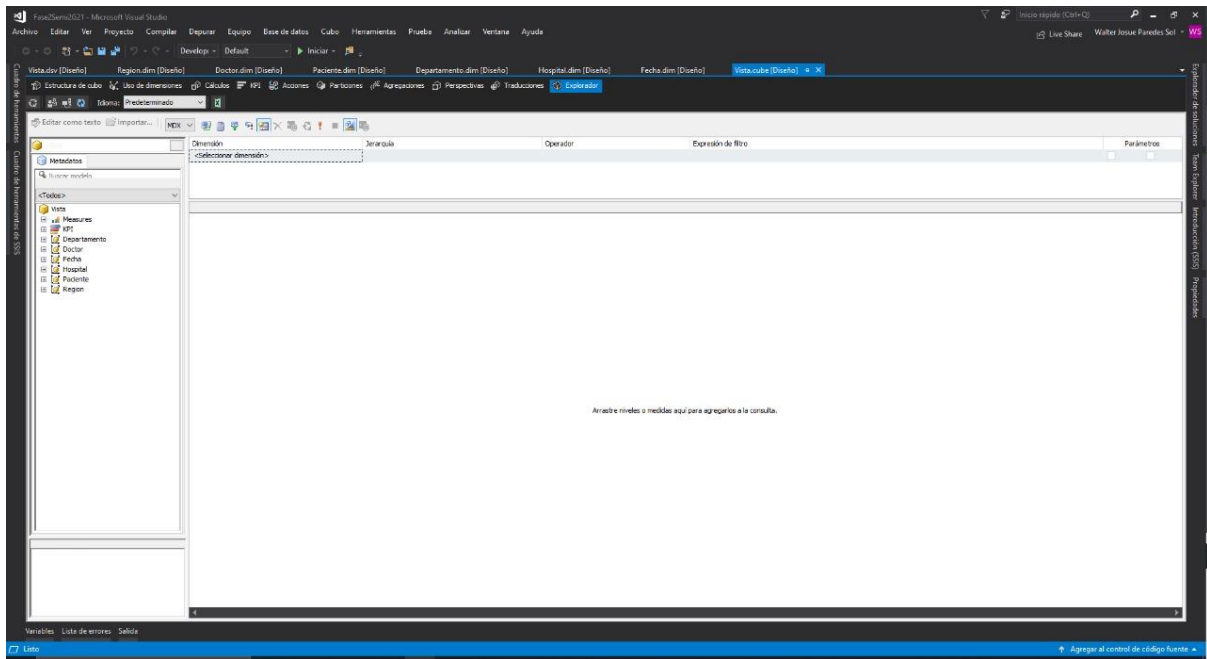 Fase2Semi2021 - Microsoft Visual Studio
Inicio rápido (Ctrl+Q)
Archivo Editar Ver Proyecto Compilar Depurar Equipo Base de datos Cubo Herramientas Prueba Analizar Ventana Ayuda
Live Share Walter Josue Paredes Sol WS
Develop Default Iniciar
Vista.dsv [Diseño] Region.dim [Diseño] Doctor.dim [Diseño] Paciente.dim [Diseño] Departamento.dim [Diseño] Hospital.dim [Diseño] Fecha.dim [Diseño] Vista.cube [Diseño]
Estructura de cubo Uso de dimensiones Cálculos KPI Acciones Particiones Agregaciones Perspectivas Traducciones Explorador
Idioma: Predeterminado
Editar como texto Importar... MDX
Dimensión Jerarquía Operador Expresión de filtro Parámetros
<Seleccionar dimensión>
Metadatos
Buscar modelo
<Todos>
Vista
Measures
KPI
Departamento
Doctor
Fecha
Hospital
Paciente
Region
Arrastre niveles o medidas aquí para agregarlos a la consulta.
Cuadro de herramientas
Cuadro de herramientas de SSIS
Explorador de soluciones
Team Explorer
Introducción (SSIS)
Propiedades
Variables Lista de errores Salida
Listo
Agregar al control de código fuente